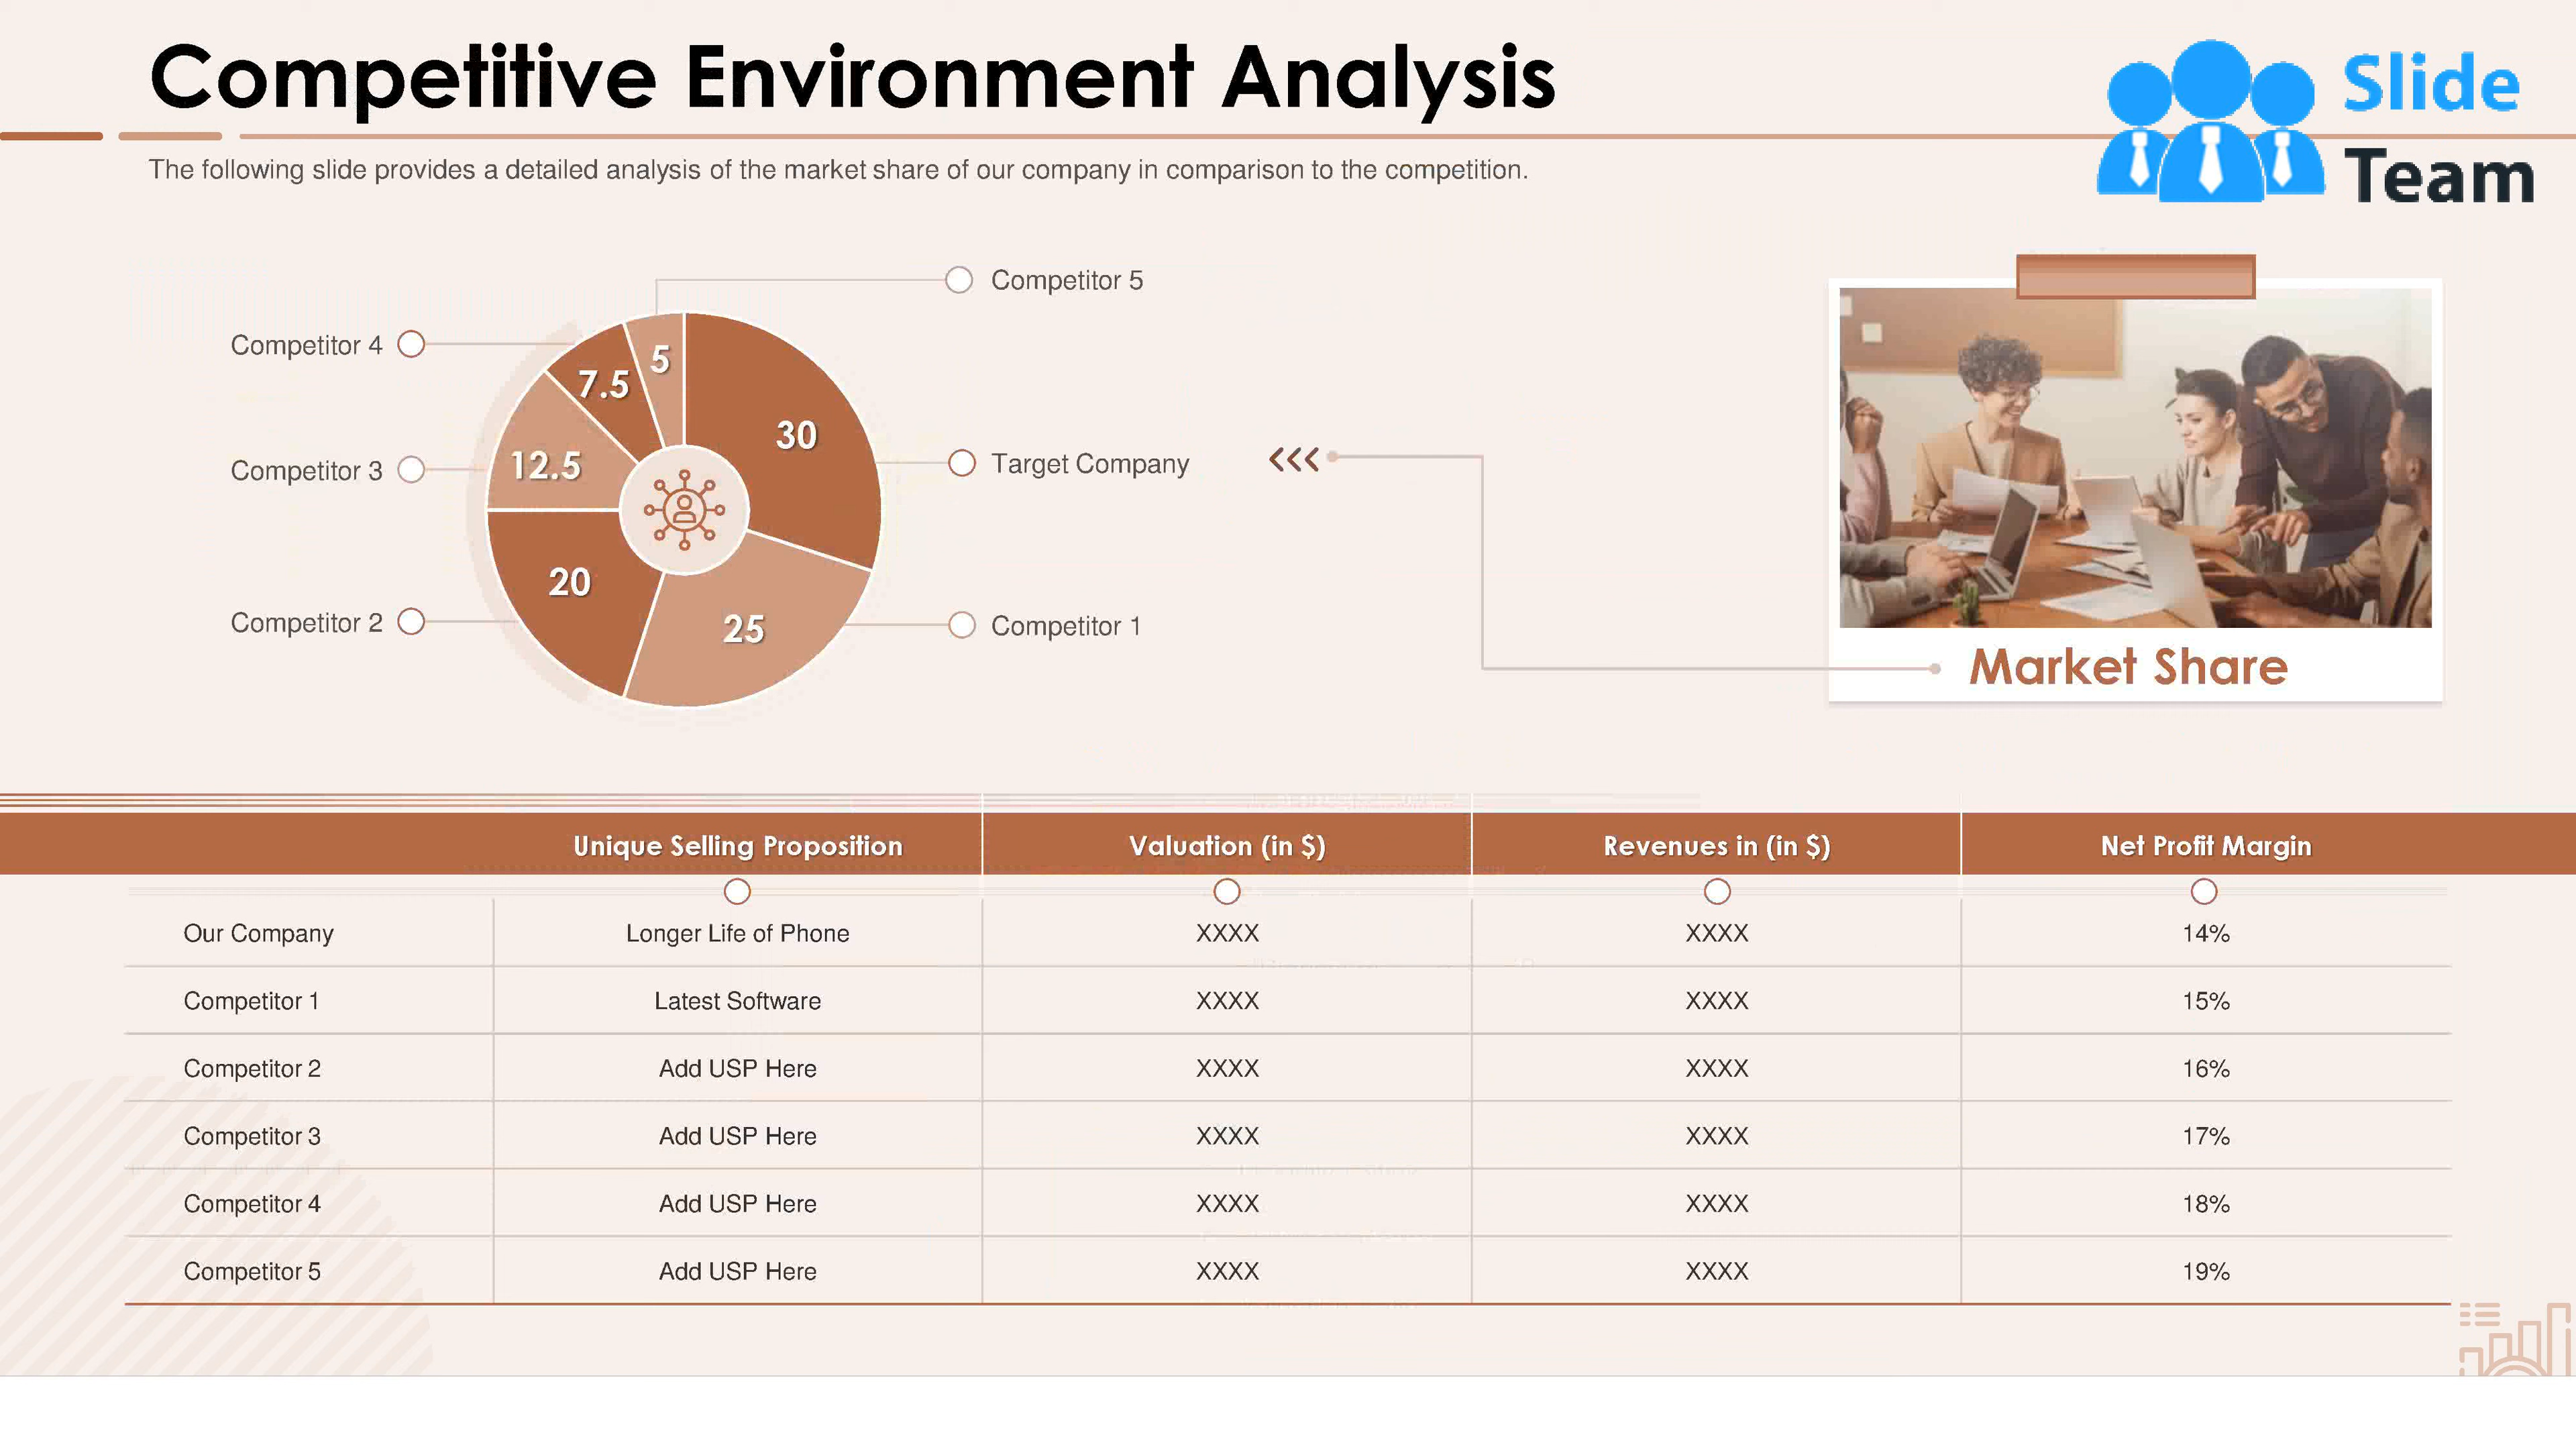 Competitive Environment Analysis
Slide
Team
The following slide provides a detailed analysis of the market share of our company in comparison to the competition.
Competitor 5
Competitor 4
5
7.5
30
Competitor 3
12.5
Target Company
20
Competitor 2
25
Competitor 1
Market Share
Unique Selling Proposition Valuation (in $) Revenues in (in $) Net Profit Margin
Our Company Longer Life of Phone XXXX XXXX 14%
Competitor 1 Latest Software XXXX XXXX 15%
Competitor 2 Add USP Here XXXX XXXX 16%
Competitor 3 Add USP Here XXXX XXXX 17%
Competitor 4 Add USP Here XXXX XXXX 18%
Competitor 5 Add USP Here XXXX XXXX 19%